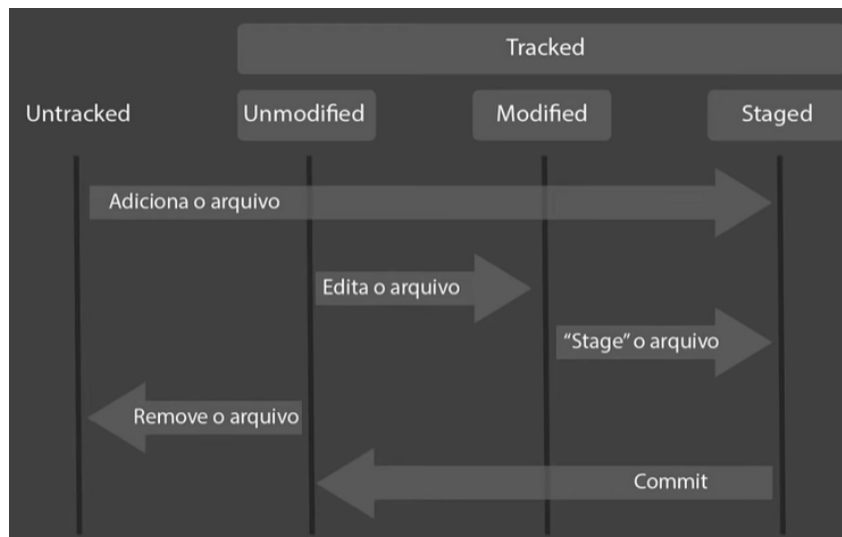 Tracked
Untracked
Unmodified
Modified
Staged
Adiciona o arquivo
Edita o arquivo
“Stage” o arquivo
Remove o arquivo
Commit